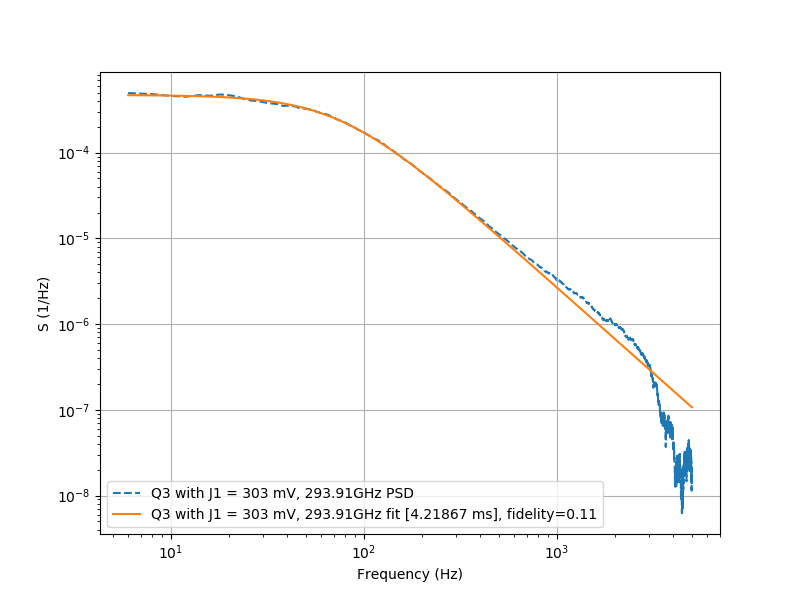 S (1/Hz)
10⁻⁴
10⁻⁵
10⁻⁶
10⁻⁷
10⁻⁸
Q3 with J1 = 303 mV, 293.91GHz PSD
Q3 with J1 = 303 mV, 293.91GHz fit [4.21867 ms], fidelity=0.11
10¹ 10² 10³
Frequency (Hz)